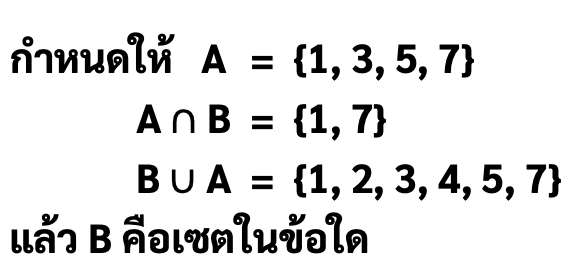 กำหนดให้ A = {1, 3, 5, 7}
A ∩ B = {1, 7}
B ∪ A = {1, 2, 3, 4, 5, 7}
แล้ว B คือเซตในข้อใด